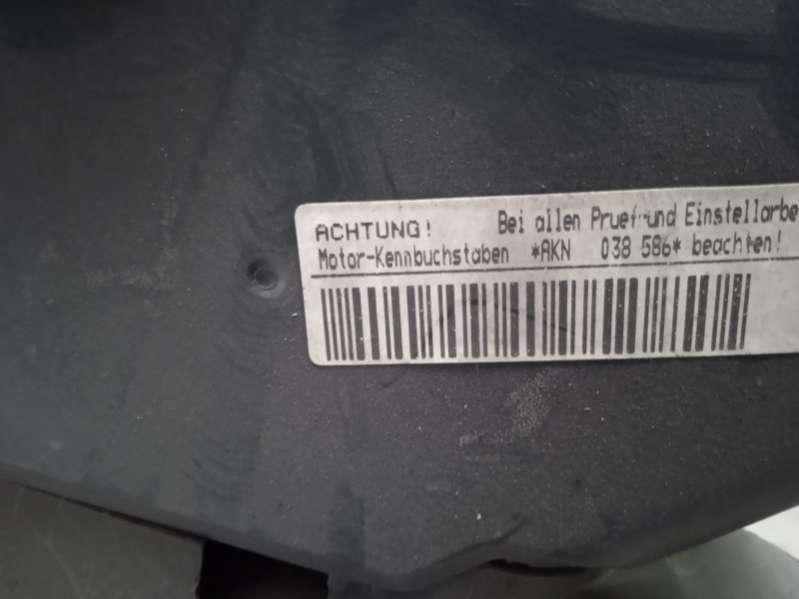 ACHTUNG! Bei allen Pruef-und Einstellarbe
Motor-Kennbuchstaben *AKN 038 586* beachten!